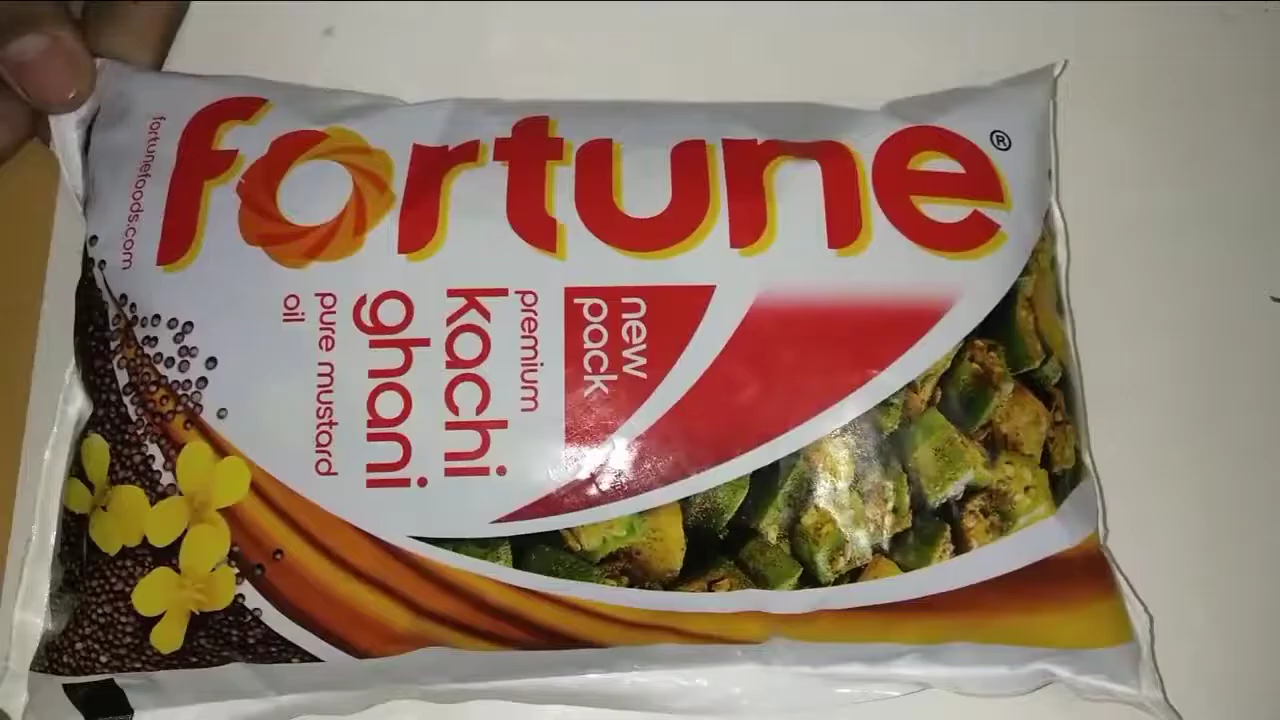 fortune®
new
pack
premium
kachi
ghani
pure mustard
oil
fortunefoods.com